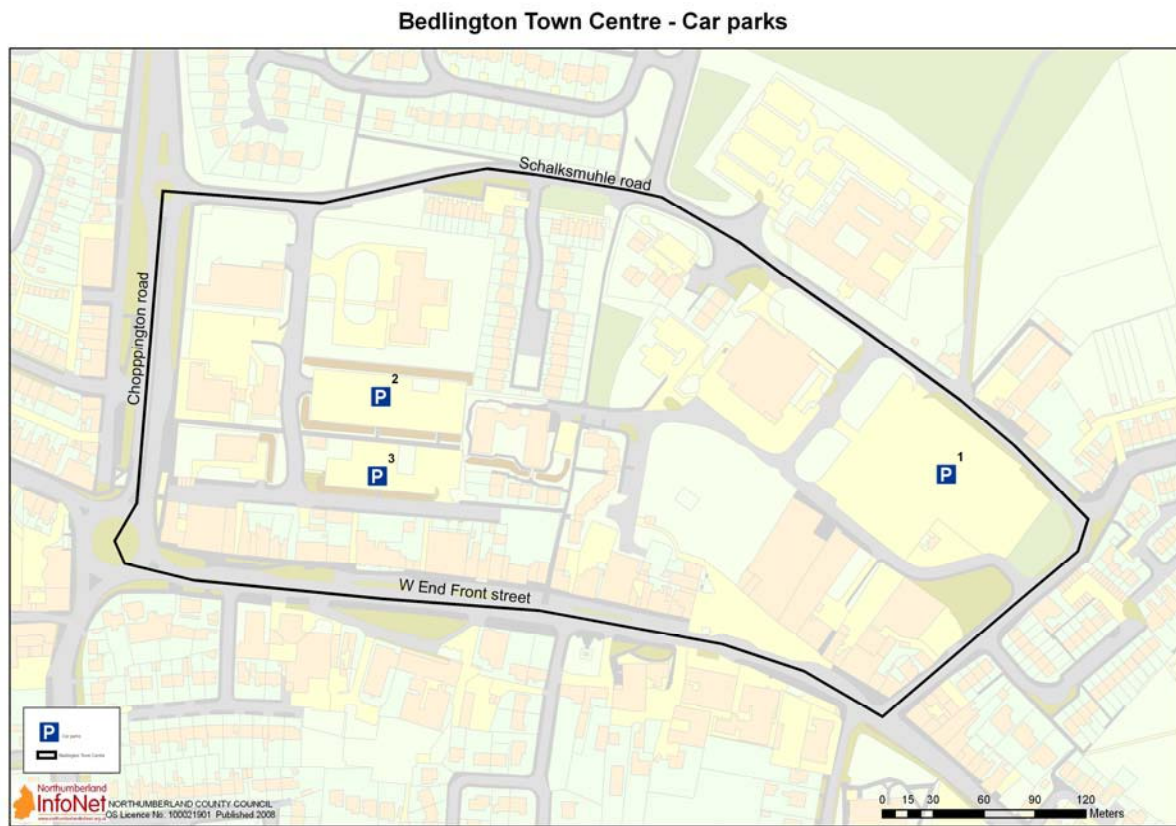 Bedlington Town Centre - Car parks
Schalksmuhle road
Choppington road
2
3
1
W End Front street
P
P
P
P
Car parks
Bedlington Town Centre
Northumberland
InfoNet
NORTHUMBERLAND COUNTY COUNCIL
OS Licence No: 100021901 Published 2008
0 15 30 60 90 120
Meters